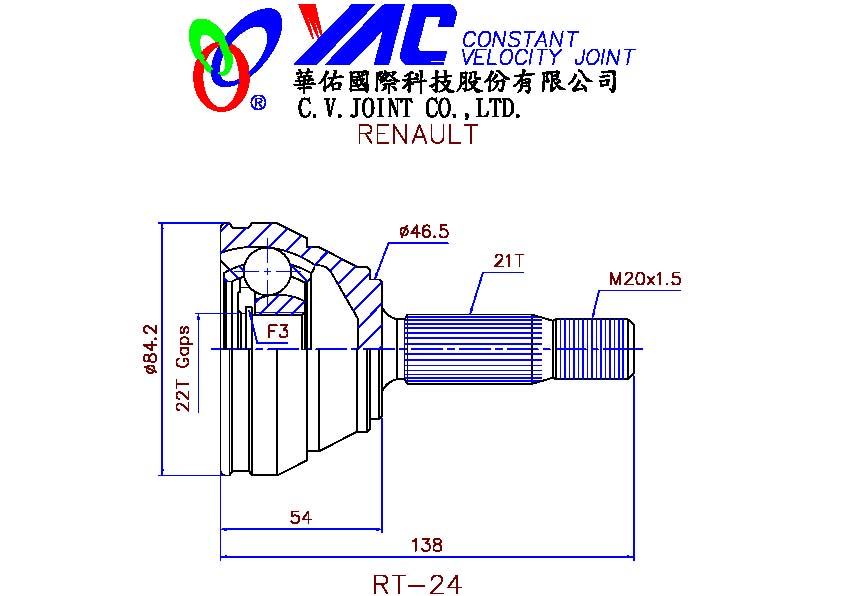 YAC CONSTANT
VELOCITY JOINT
®
華佑國際科技股份有限公司
C.V.JOINT CO.,LTD.
RENAULT
ø46.5
21T
M20x1.5
F3
ø84.2
22T Gaps
54
138
RT-24